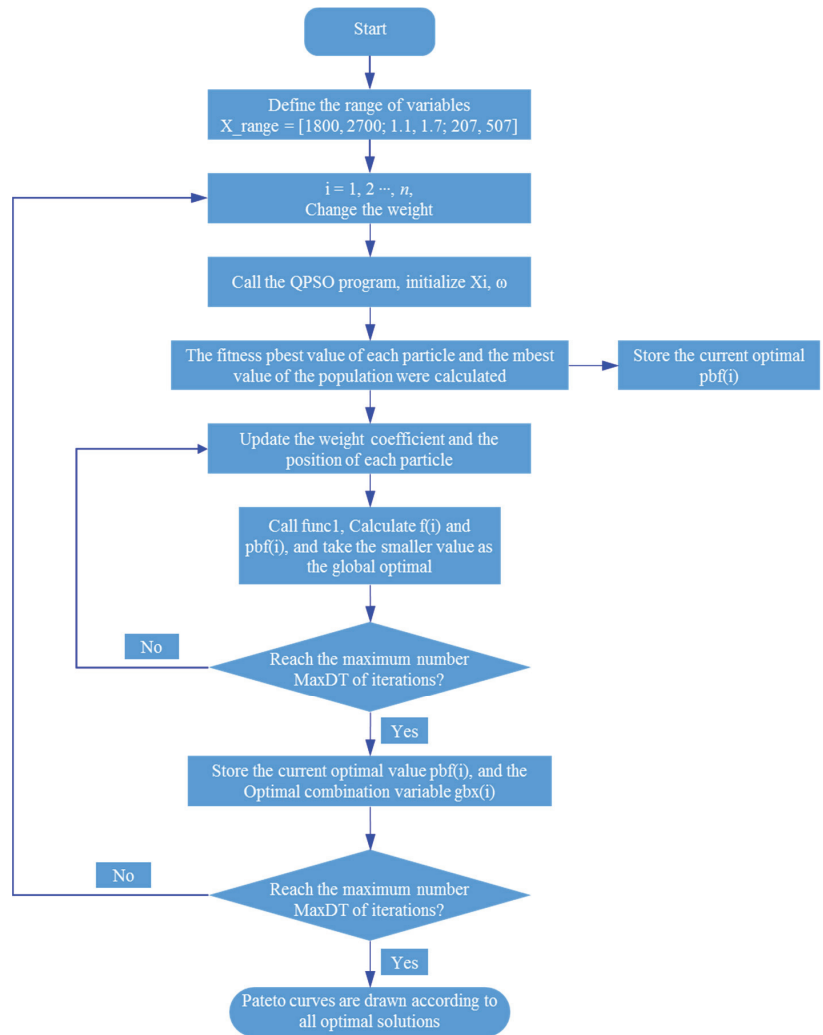 Start
Define the range of variables
X_range = [1800, 2700; 1.1, 1.7; 207, 507]
i = 1, 2 ···, n,
Change the weight
Call the QPSO program, initialize Xi, ω
The fitness pbest value of each particle and the mbest
value of the population were calculated
Store the current optimal
pbf(i)
Update the weight coefficient and the
position of each particle
Call func1, Calculate f(i) and
pbf(i), and take the smaller value as
the global optimal
No
Reach the maximum number
MaxDT of iterations?
Yes
Store the current optimal value pbf(i), and the
Optimal combination variable gbx(i)
No
Reach the maximum number
MaxDT of iterations?
Yes
Pateto curves are drawn according to
all optimal solutions